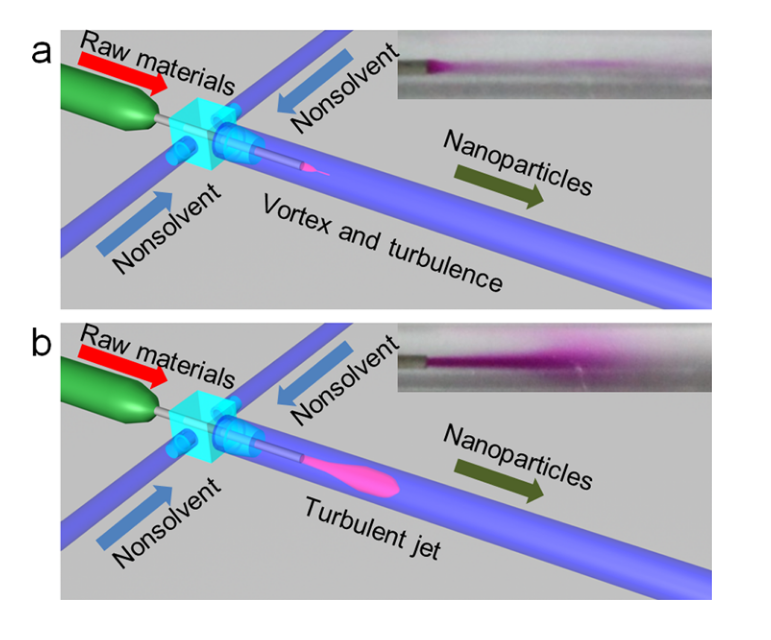 a
Raw materials
Nonsolvent
Nanoparticles
Nonsolvent
Vortex and turbulence
b
Raw materials
Nonsolvent
Nanoparticles
Nonsolvent
Turbulent jet